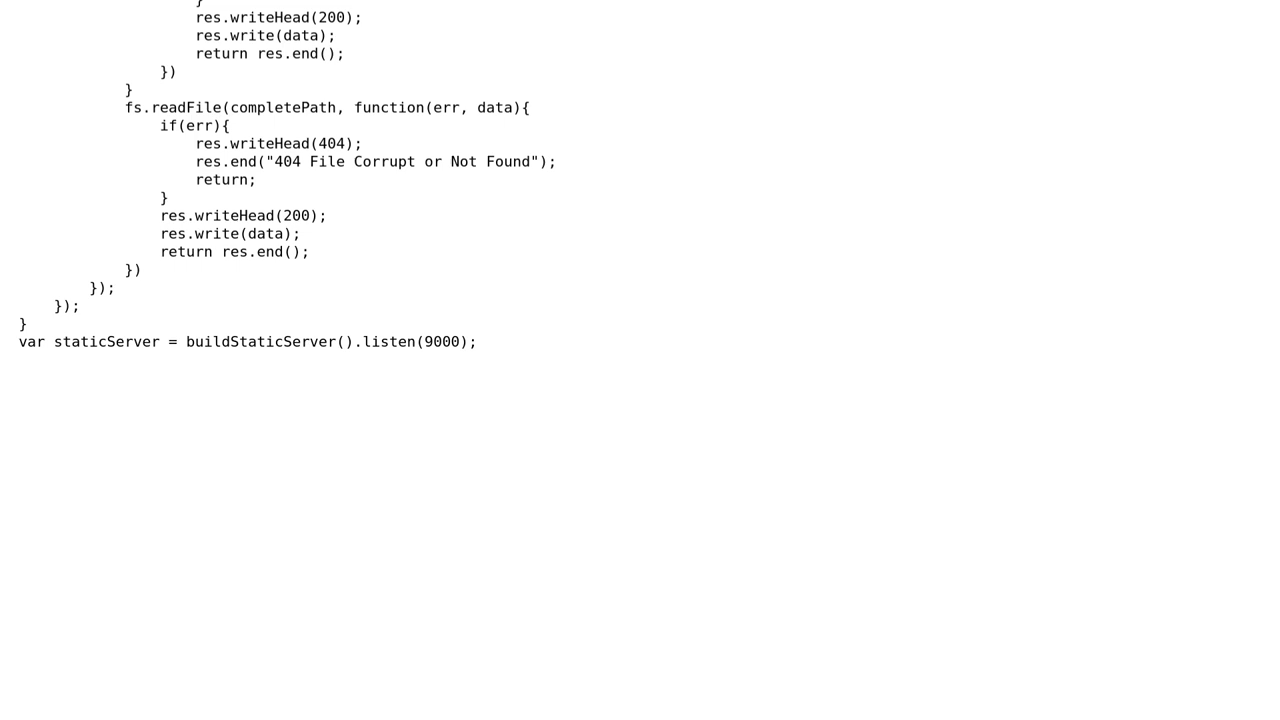 }
res.writeHead(200);
res.write(data);
return res.end();
})
}
fs.readFile(completePath, function(err, data){
if(err){
res.writeHead(404);
res.end("404 File Corrupt or Not Found");
return;
}
res.writeHead(200);
res.write(data);
return res.end();
})
});
});
}
var staticServer = buildStaticServer().listen(9000);